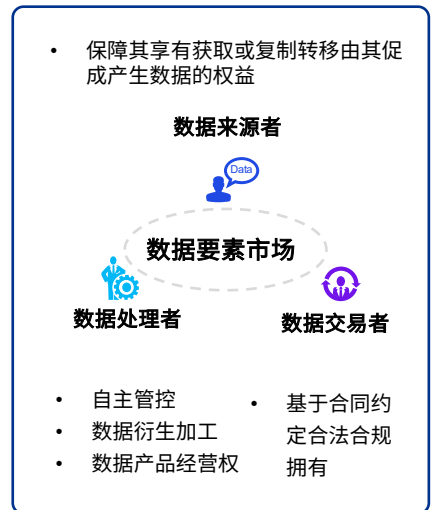 • 保障其享有获取或复制转移由其促
成产生数据的权益
数据来源者
Data
数据要素市场
数据处理者
数据交易者
• 自主管控
• 数据衍生加工
• 数据产品经营权
• 基于合同约
定合法合规
拥有